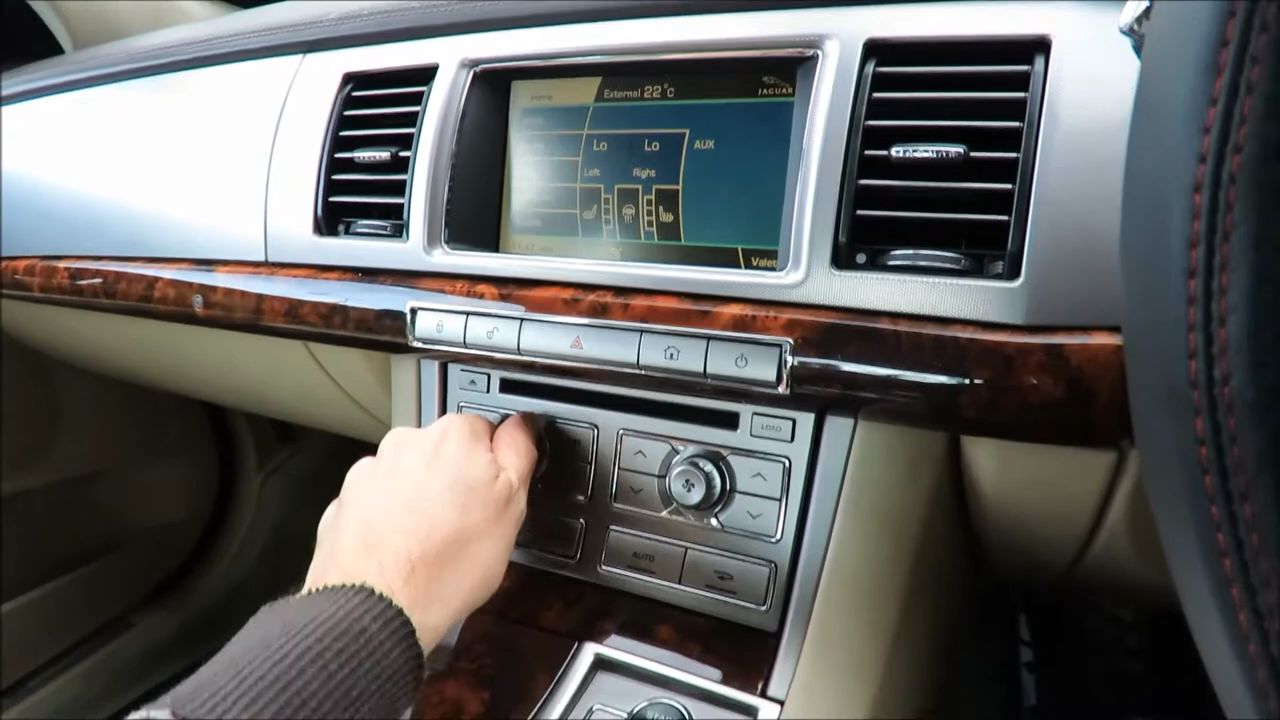 External 22°C
JAGUAR
Lo Lo AUX
Left Right
Valet
LOAD
AUTO